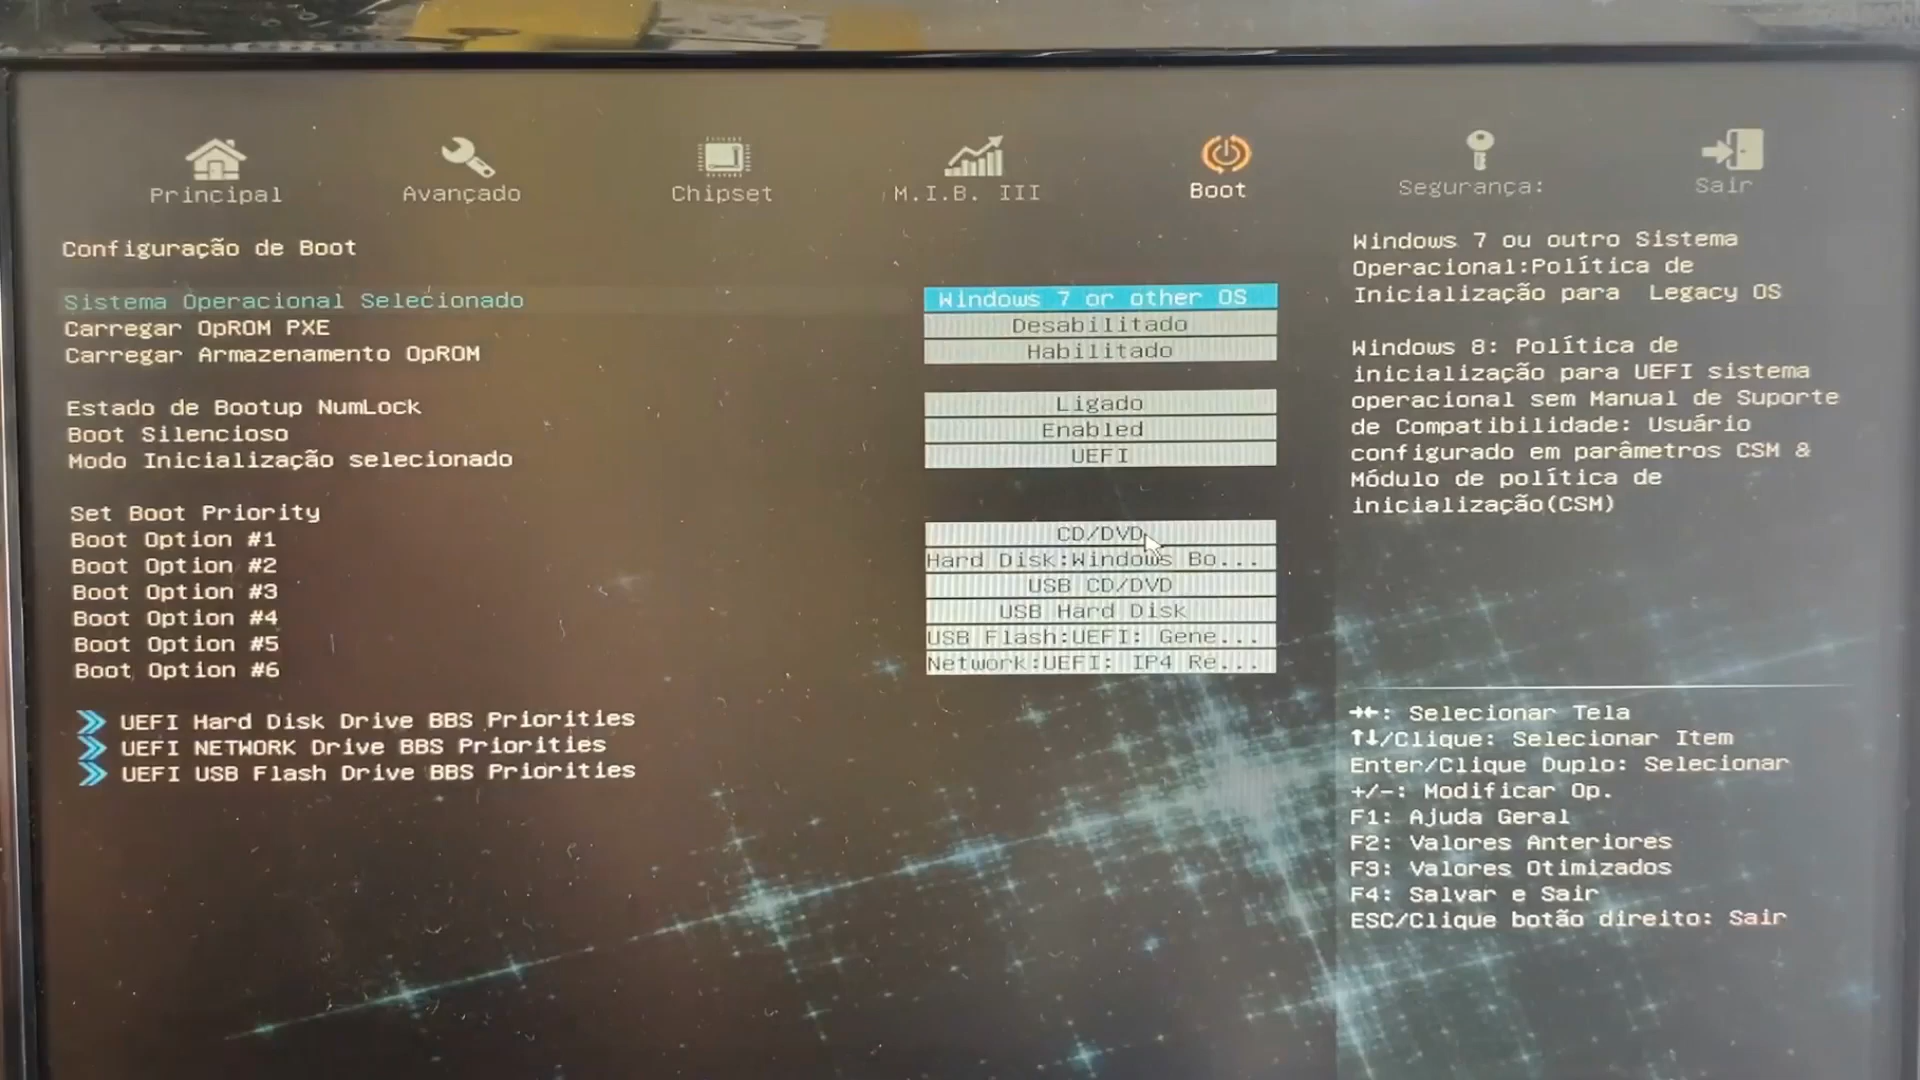 Principal
Avançado
Chipset
M.I.B. III
Boot
Segurança:
Sair
Configuração de Boot
Sistema Operacional Selecionado Windows 7 or other OS
Carregar OpROM PXE Desabilitado
Carregar Armazenamento OpROM Habilitado
Estado de Bootup NumLock Ligado
Boot Silencioso Enabled
Modo Inicialização selecionado UEFI
Set Boot Priority
Boot Option #1 CD/DVD
Boot Option #2 Hard Disk:Windows Bo...
Boot Option #3 USB CD/DVD
Boot Option #4 USB Hard Disk
Boot Option #5 USB Flash:UEFI: Gene...
Boot Option #6 Network:UEFI: IP4 Re...
UEFI Hard Disk Drive BBS Priorities
UEFI NETWORK Drive BBS Priorities
UEFI USB Flash Drive BBS Priorities
Windows 7 ou outro Sistema
Operacional:Política de
Inicialização para Legacy OS
Windows 8: Política de
inicialização para UEFI sistema
operacional sem Manual de Suporte
de Compatibilidade: Usuário
configurado em parâmetros CSM &
Módulo de política de
inicialização(CSM)
→←: Selecionar Tela
↑↓/Clique: Selecionar Item
Enter/Clique Duplo: Selecionar
+/-: Modificar Op.
F1: Ajuda Geral
F2: Valores Anteriores
F3: Valores Otimizados
F4: Salvar e Sair
ESC/Clique botão direito: Sair